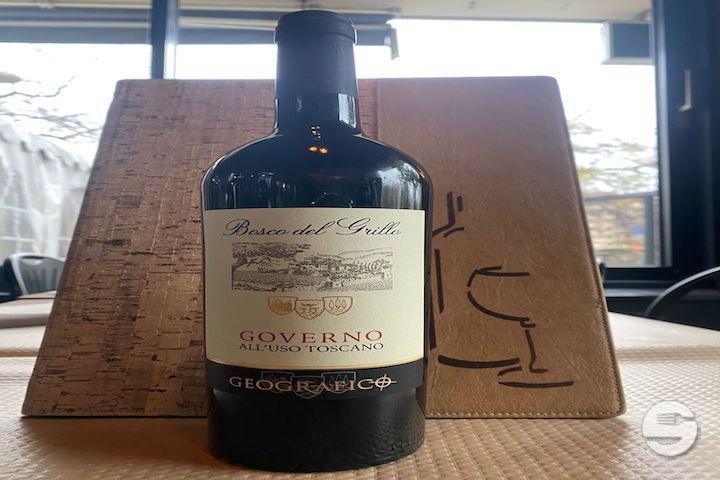 Bosco del Grillo
GOVERNO
ALL'USO TOSCANO
GEOGRAFICO
S